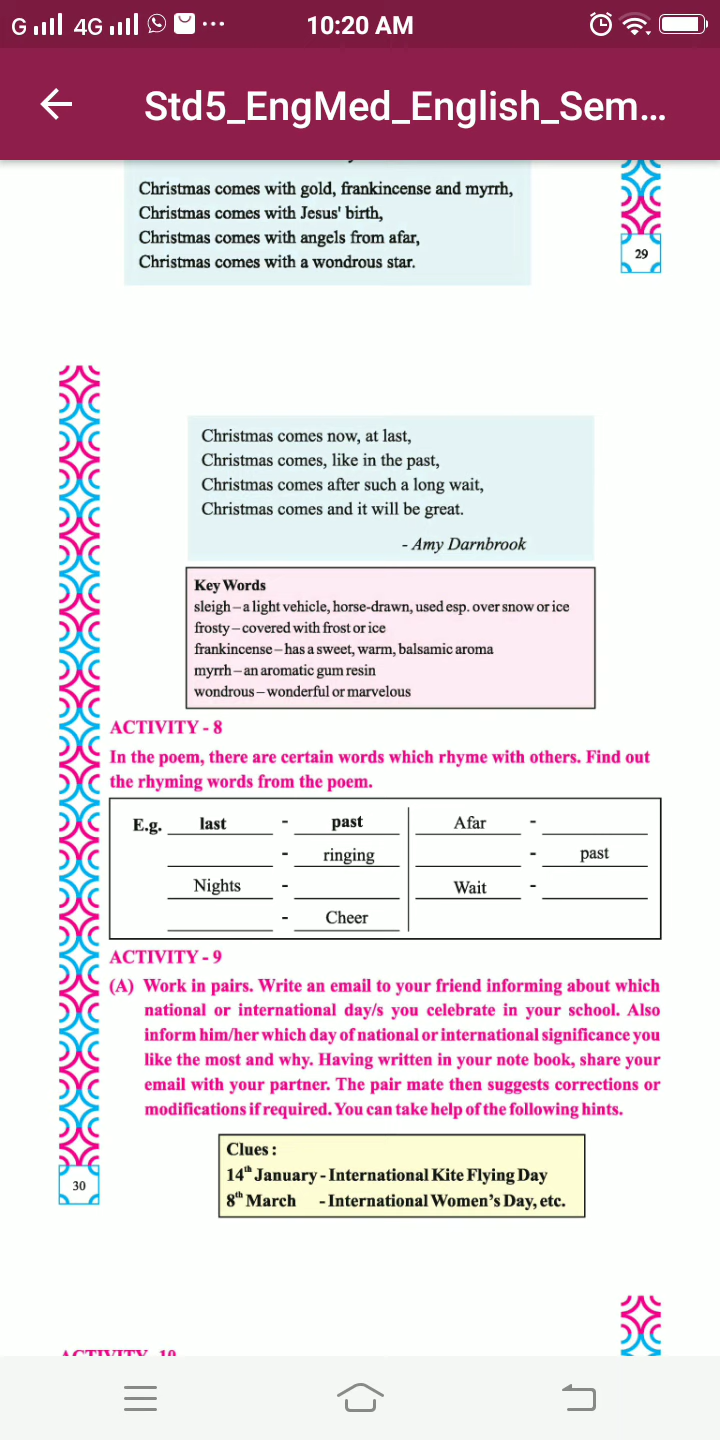 G 4G 10:20 AM
Std5_EngMed_English_Sem...
Christmas comes with gold, frankincense and myrrh,
Christmas comes with Jesus' birth,
Christmas comes with angels from afar,
Christmas comes with a wondrous star.
29
Christmas comes now, at last,
Christmas comes, like in the past,
Christmas comes after such a long wait,
Christmas comes and it will be great.
- Amy Darnbrook
Key Words
sleigh – a light vehicle, horse-drawn, used esp. over snow or ice
frosty – covered with frost or ice
frankincense – has a sweet, warm, balsamic aroma
myrrh – an aromatic gum resin
wondrous – wonderful or marvelous
ACTIVITY - 8
In the poem, there are certain words which rhyme with others. Find out
the rhyming words from the poem.
E.g. last - past Afar -
- ringing - past
Nights - Wait -
- Cheer
ACTIVITY - 9
(A) Work in pairs. Write an email to your friend informing about which
national or international day/s you celebrate in your school. Also
inform him/her which day of national or international significance you
like the most and why. Having written in your note book, share your
email with your partner. The pair mate then suggests corrections or
modifications if required. You can take help of the following hints.
Clues :
14th January - International Kite Flying Day
8th March - International Women's Day, etc.
30
ACTIVITY 10